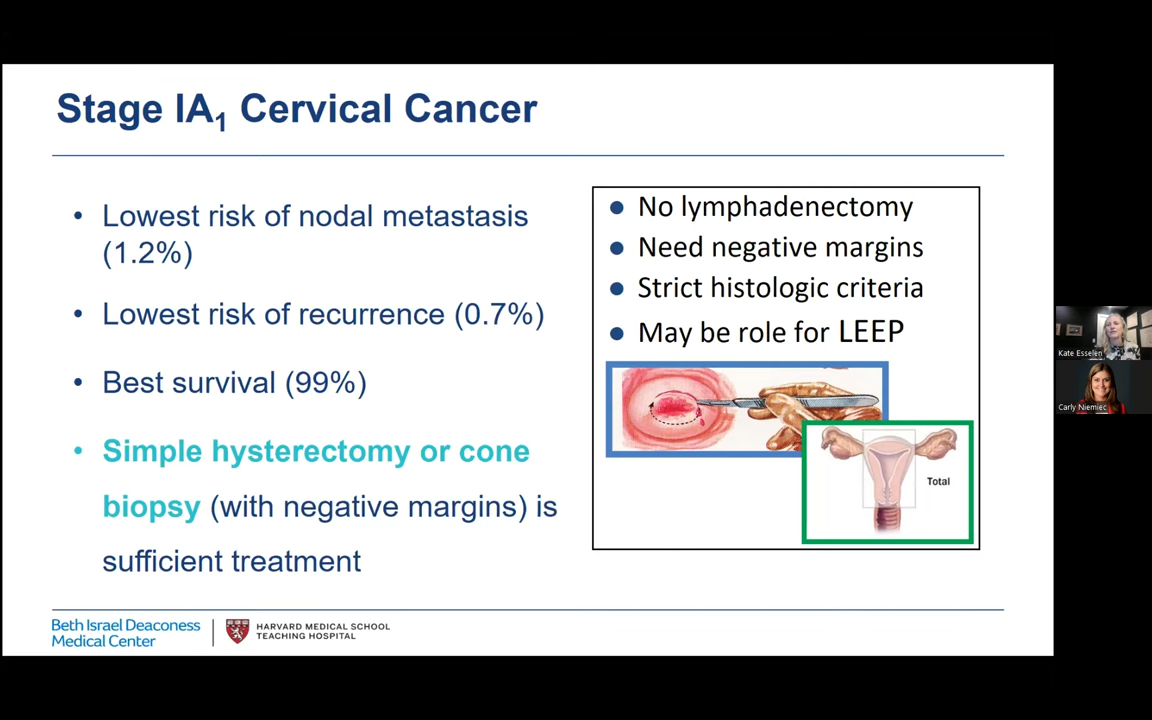 Stage IA1 Cervical Cancer
• Lowest risk of nodal metastasis
(1.2%)
• Lowest risk of recurrence (0.7%)
• Best survival (99%)
• Simple hysterectomy or cone
biopsy (with negative margins) is
sufficient treatment
● No lymphadenectomy
● Need negative margins
● Strict histologic criteria
● May be role for LEEP
Total
Beth Israel Deaconess
Medical Center
HARVARD MEDICAL SCHOOL
TEACHING HOSPITAL
Kate Esselen
Carly Niemiec